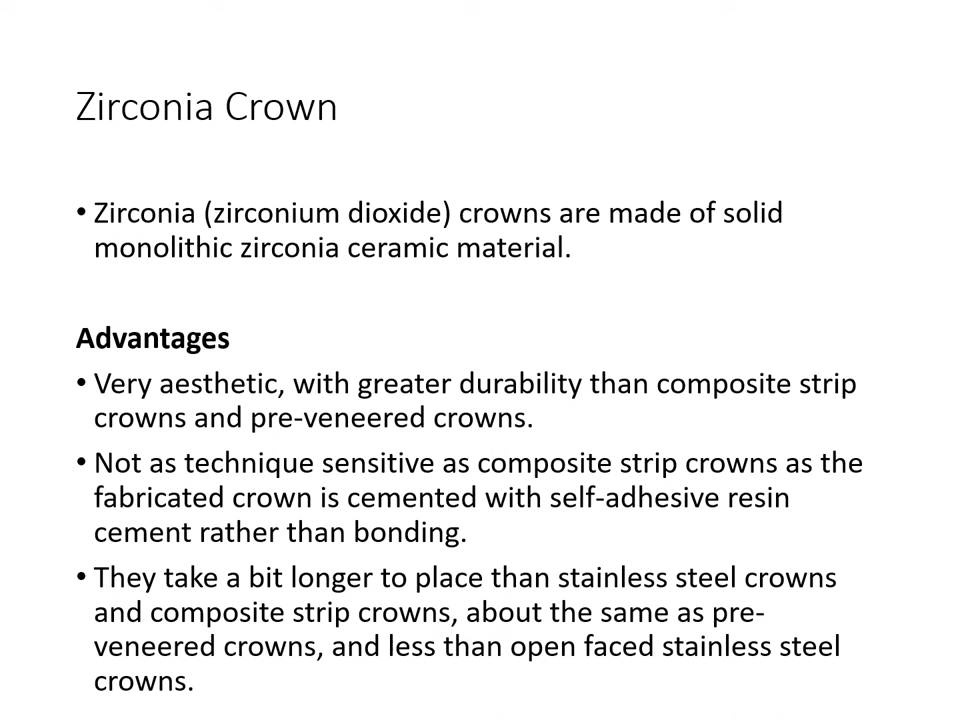 Zirconia Crown
• Zirconia (zirconium dioxide) crowns are made of solid
monolithic zirconia ceramic material.
Advantages
• Very aesthetic, with greater durability than composite strip
crowns and pre-veneered crowns.
• Not as technique sensitive as composite strip crowns as the
fabricated crown is cemented with self-adhesive resin
cement rather than bonding.
• They take a bit longer to place than stainless steel crowns
and composite strip crowns, about the same as pre-
veneered crowns, and less than open faced stainless steel
crowns.